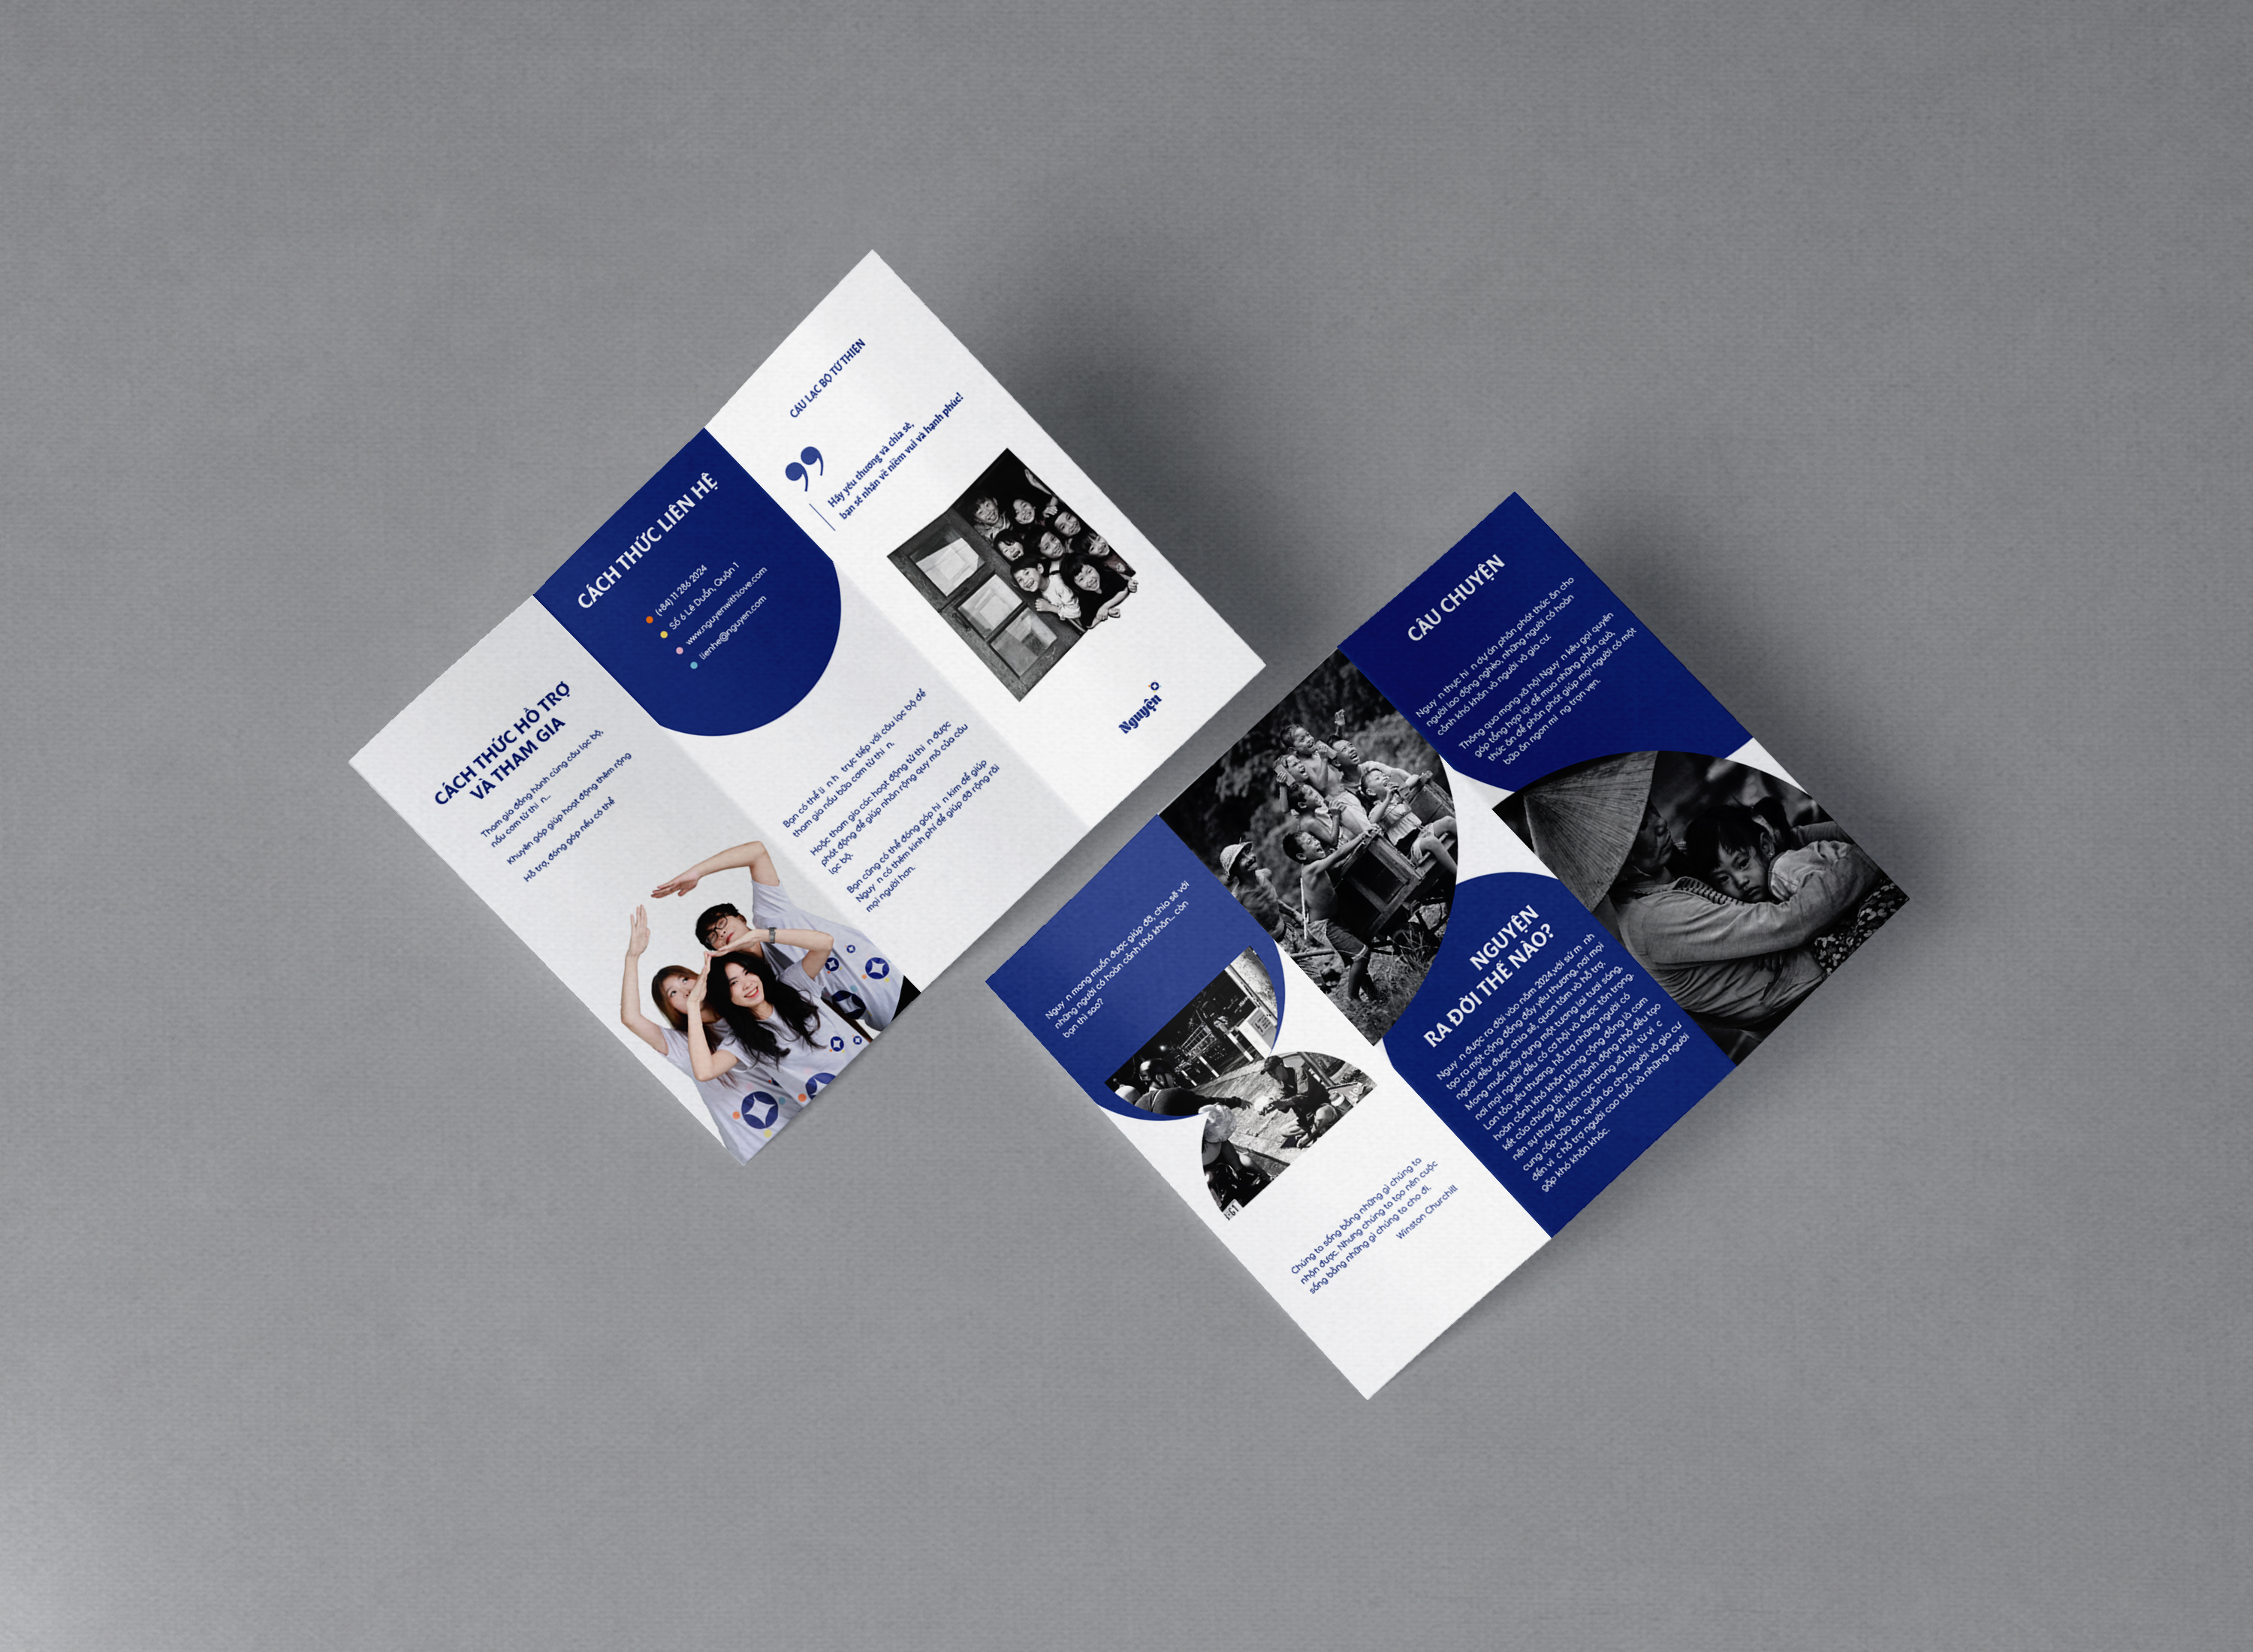 CÁCH THỨC HỖ TRỢ
VÀ THAM GIA
Tham gia đồng hành cùng câu lạc bộ,
nấu cơm từ thi n...
Khuyên góp giúp hoạt động thêm rộng
Hỗ trợ, đóng góp nếu có thể
CÁCH THỨC LIÊN HỆ
(+84) 11 286 2024
Số 6 Lê Duẩn, Quận 1
www.nguyenwithlove.com
lienhe@nguyen.com
Bạn có thể li n h trực tiếp với câu lạc bộ để
tham gia nấu bữa cơm từ thi n.
Hoặc tham gia các hoạt động từ thi n được
phát động để giúp nhân rộng quy mô của câu
lạc bộ.
Bạn cũng có thể đóng góp hi n kim để giúp
Nguy n có thêm kinh phí để giúp đỡ rộng rãi
mọi người hơn.
CÂU LẠC BỘ TỪ THIỆN
Hãy yêu thương và chia sẻ,
bạn sẽ nhận về niềm vui và hạnh phúc!
Nguyện
Nguy n mong muốn được giúp đỡ, chia sẻ với
những người có hoàn cảnh khó khăn... còn
bạn thì sao?
Chúng ta sống bằng những gì chúng ta
nhận được. Nhưng chúng ta tạo nên cuộc
sống bằng những gì chúng ta cho đi.
Winston Churchill
NGUYỆN
RA ĐỜI THẾ NÀO?
Nguy n được ra đời vào năm 2024,với sứ m nh
tạo ra một cộng đồng đầy yêu thương, nơi mọi
người đều được chia sẻ, quan tâm và hỗ trợ.
Mong muốn xây dựng một tương lai tươi sáng,
nơi mọi người đều có cơ hội và được tôn trọng.
Lan tỏa yêu thương, hỗ trợ những người có
hoàn cảnh khó khăn trong cộng đồng là cam
kết của chúng tôi. Mỗi hành động nhỏ đều tạo
nên sự thay đổi tích cực trong xã hội, từ vi c
cung cấp bữa ăn, quần áo cho người vô gia cư
đến vi c hỗ trợ người cao tuổi và những người
gặp khó khăn khác.
CÂU CHUYỆN
Nguy n thực hi n dự án phân phát thức ăn cho
người lao động nghèo, những người có hoàn
cảnh khó khăn và người vô gia cư.
Thông qua mạng xã hội Nguy n kêu gọi quyên
góp tổng hợp lại để mua những phần quà,
thức ăn để phân phát giúp mọi người có một
bữa ăn ngon mi ng trọn vẹn.